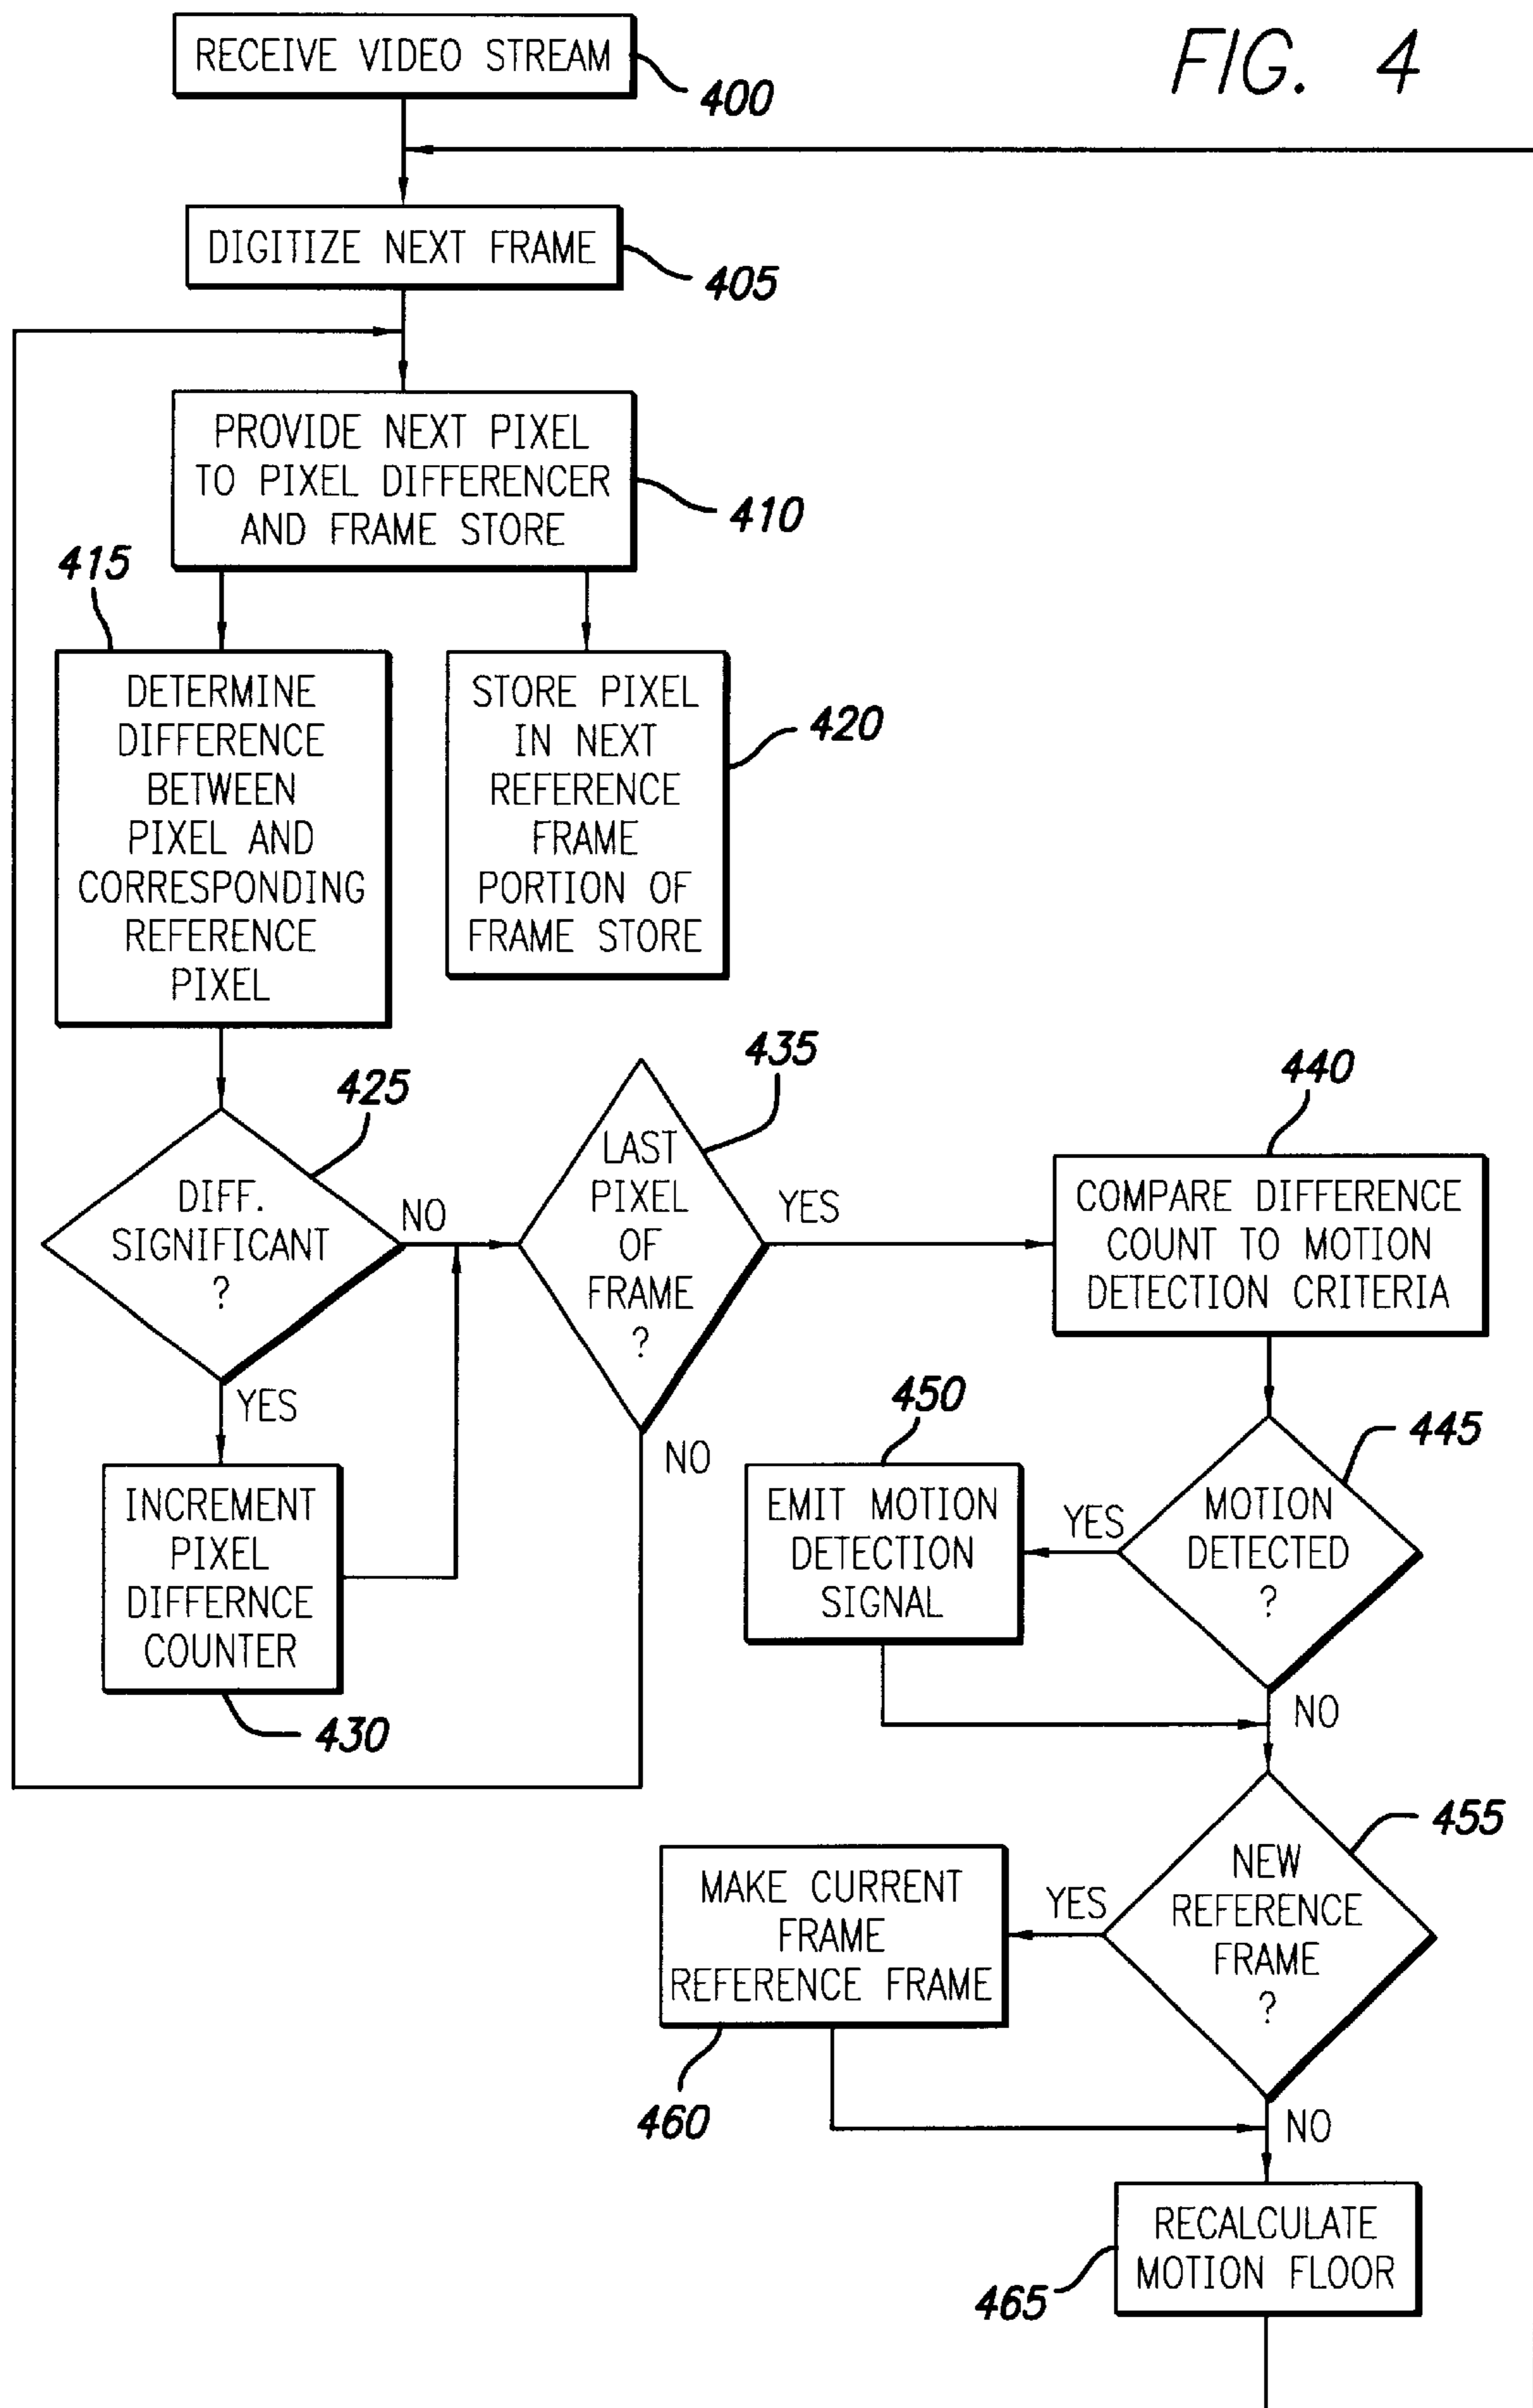 FIG. 4
RECEIVE VIDEO STREAM
400
DIGITIZE NEXT FRAME
405
PROVIDE NEXT PIXEL
TO PIXEL DIFFERENCER
AND FRAME STORE
410
415
DETERMINE
DIFFERENCE
BETWEEN
PIXEL AND
CORRESPONDING
REFERENCE
PIXEL
STORE PIXEL
IN NEXT
REFERENCE
FRAME
PORTION OF
FRAME STORE
420
425
DIFF.
SIGNIFICANT
?
NO
YES
INCREMENT
PIXEL
DIFFERNCE
COUNTER
430
435
LAST
PIXEL
OF
FRAME
?
YES
NO
440
COMPARE DIFFERENCE
COUNT TO MOTION
DETECTION CRITERIA
445
MOTION
DETECTED
?
YES
NO
450
EMIT MOTION
DETECTION
SIGNAL
455
NEW
REFERENCE
FRAME
?
YES
NO
MAKE CURRENT
FRAME
REFERENCE FRAME
460
RECALCULATE
MOTION FLOOR
465